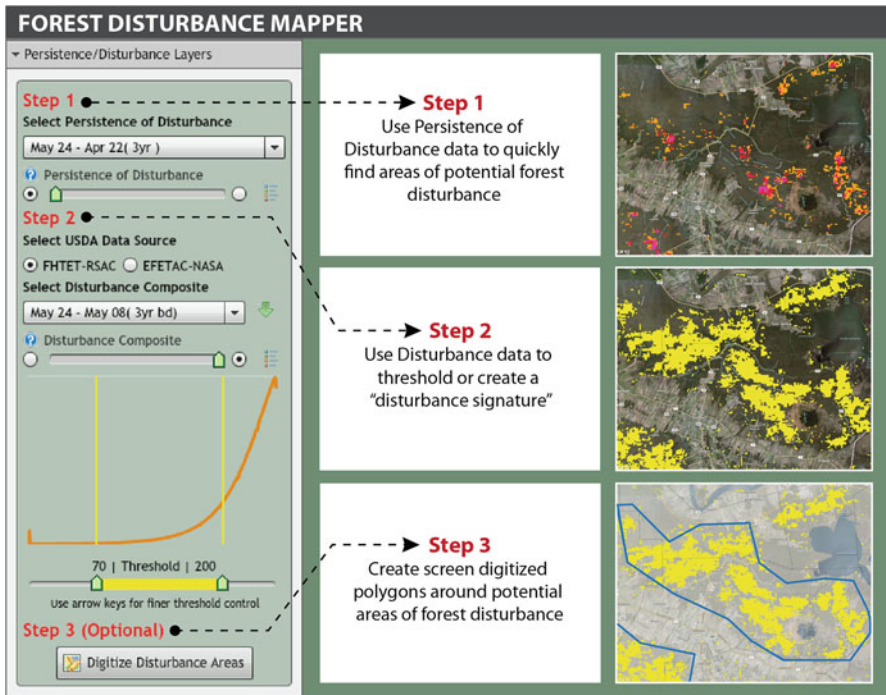 FOREST DISTURBANCE MAPPER
Persistence/Disturbance Layers
Step 1
Select Persistence of Disturbance
May 24 - Apr 22( 3yr )
Persistence of Disturbance
Step 2
Select USDA Data Source
FHTET-RSAC EFETAC-NASA
Select Disturbance Composite
May 24 - May 08( 3yr bd)
Disturbance Composite
70 | Threshold | 200
Use arrow keys for finer threshold control
Step 3 (Optional)
Digitize Disturbance Areas
Step 1
Use Persistence of
Disturbance data to quickly
find areas of potential forest
disturbance
Step 2
Use Disturbance data to
threshold or create a
“disturbance signature”
Step 3
Create screen digitized
polygons around potential
areas of forest disturbance